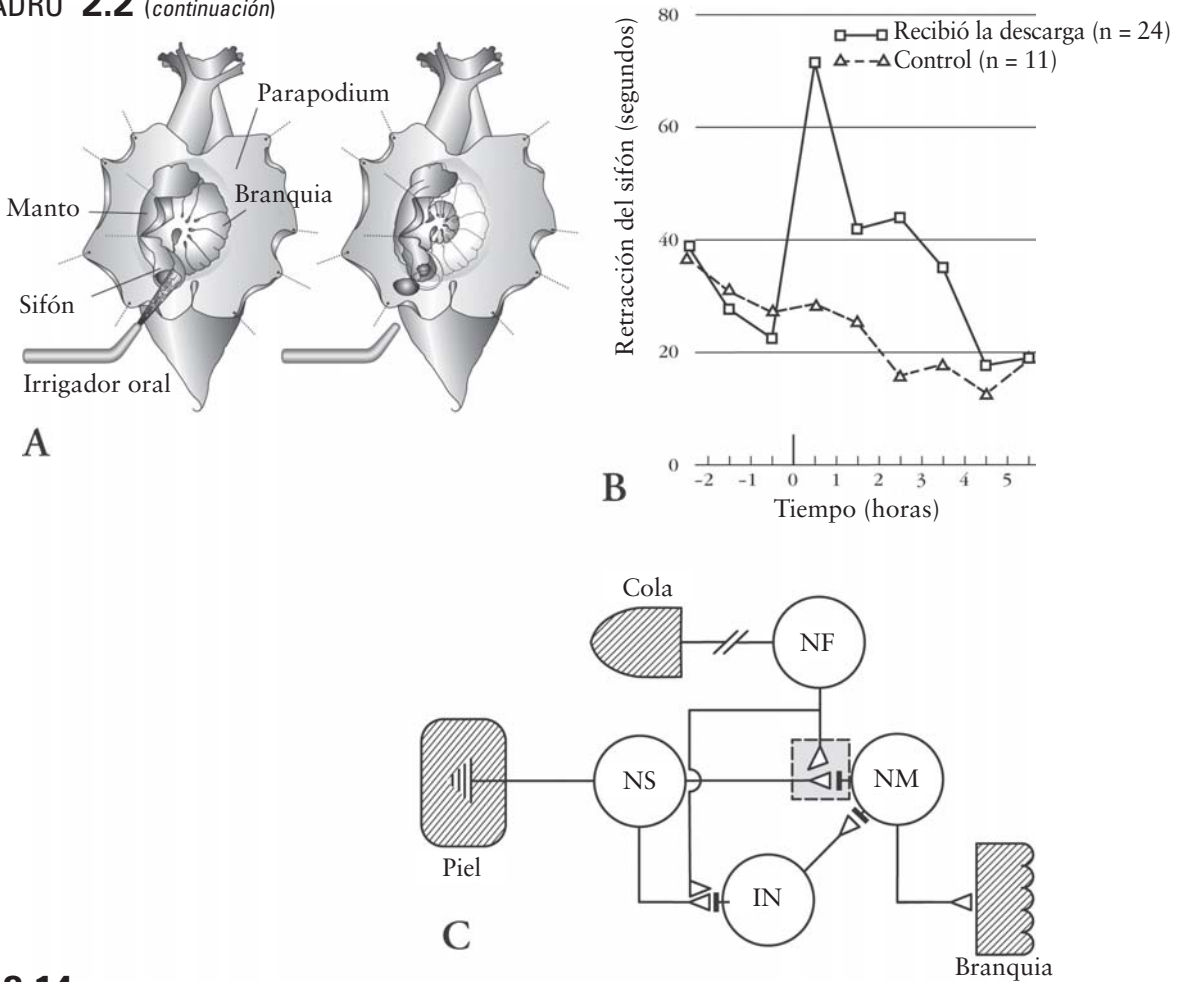 ADRO 2.2 (continuación)
Parapodium
Branquia
Manto
Sifón
Irrigador oral
A
Retracción del sifón (segundos)
80
60
40
20
0
Recibió la descarga (n = 24)
Control (n = 11)
-2 -1 0 1 2 3 4 5
Tiempo (horas)
B
Cola
NF
NS
NM
Piel
IN
C
Branquia
2.14